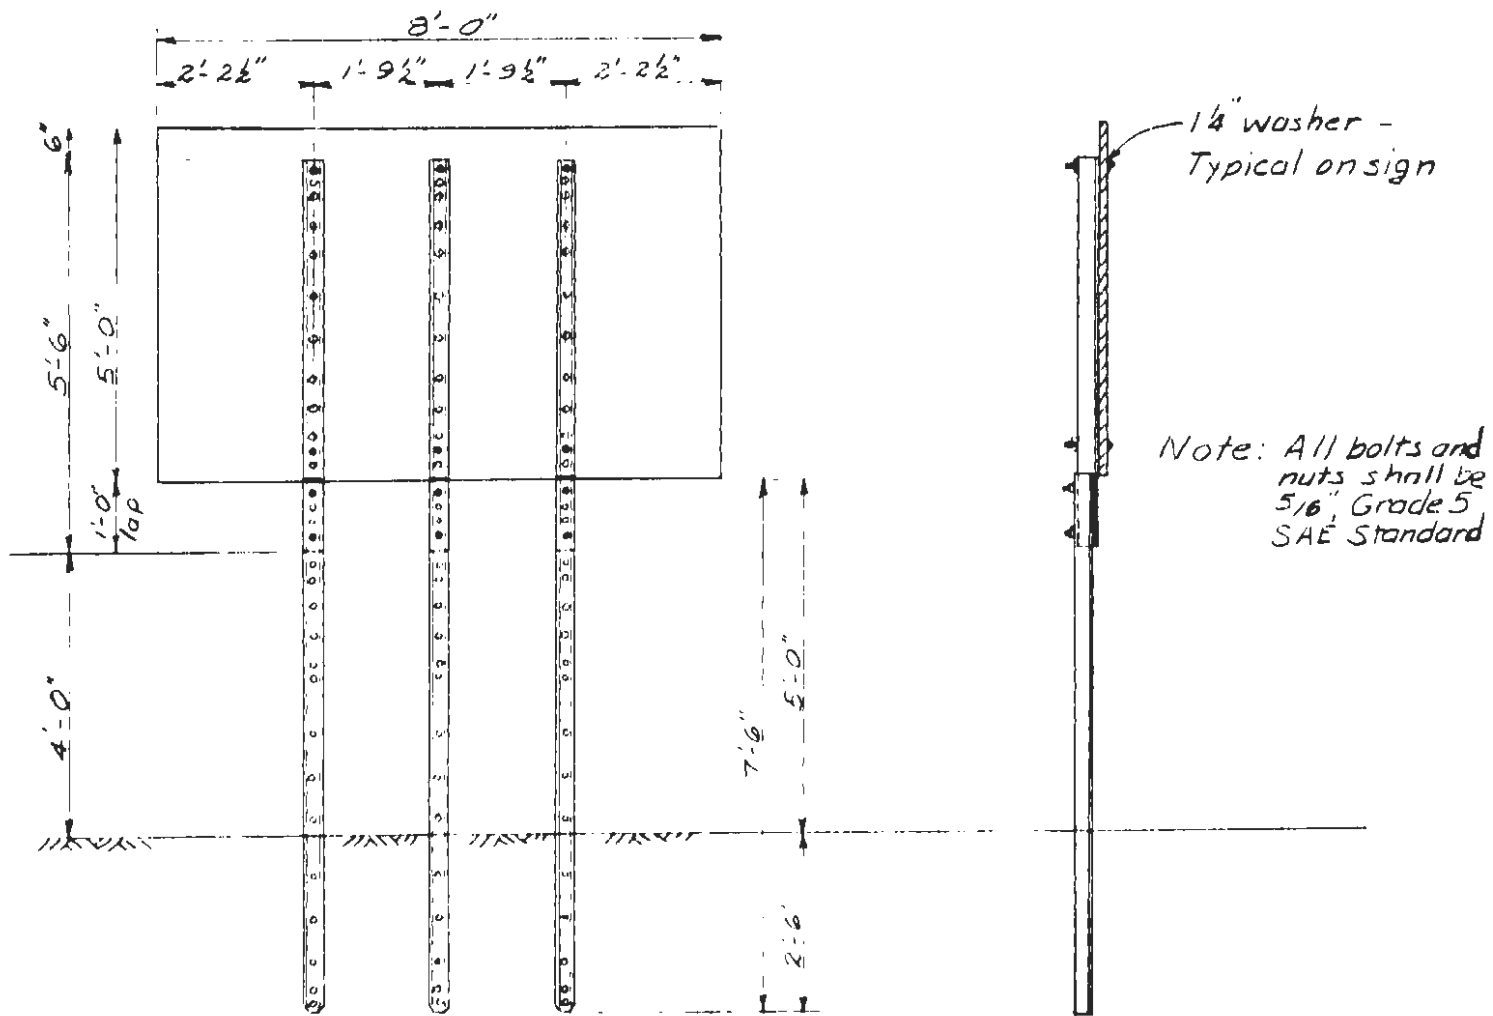 8'-0"
2'-2½" 1'-9½" 1'-9½" 2'-2½"
6"
5'-6"
5'-0"
1'-0"
lap
4'-0"
7'-6"
5'-0"
2'-6"
1¼" washer -
Typical on sign
Note: All bolts and
nuts shall be
5/16", Grade 5
SAE Standard